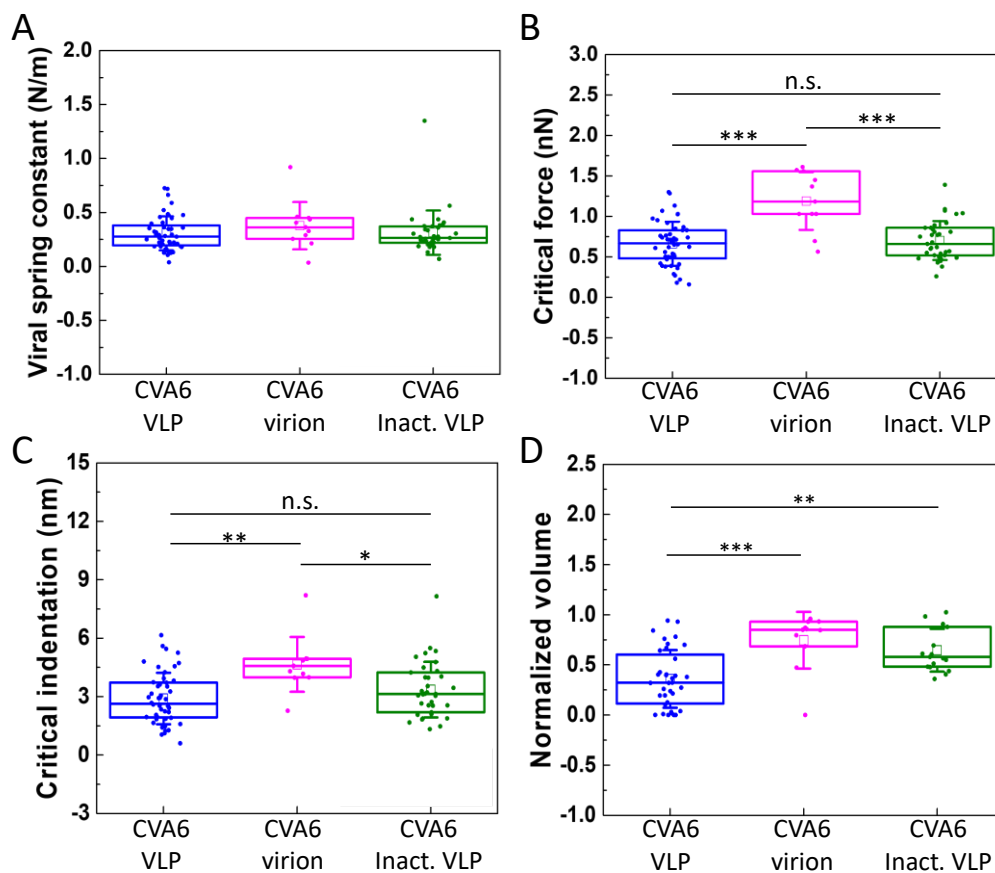 A
Viral spring constant (N/m)
2.0
1.5
1.0
0.5
0.0
-0.5
-1.0
CVA6
VLP
CVA6
virion
CVA6
Inact. VLP
B
Critical force (nN)
3.0
2.5
2.0
1.5
1.0
0.5
0.0
-0.5
-1.0
n.s.
***
***
CVA6
VLP
CVA6
virion
CVA6
Inact. VLP
C
Critical indentation (nm)
15
12
9
6
3
0
-3
n.s.
**
*
CVA6
VLP
CVA6
virion
CVA6
Inact. VLP
D
Normalized volume
2.5
2.0
1.5
1.0
0.5
0.0
-0.5
-1.0
**
***
CVA6
VLP
CVA6
virion
CVA6
Inact. VLP